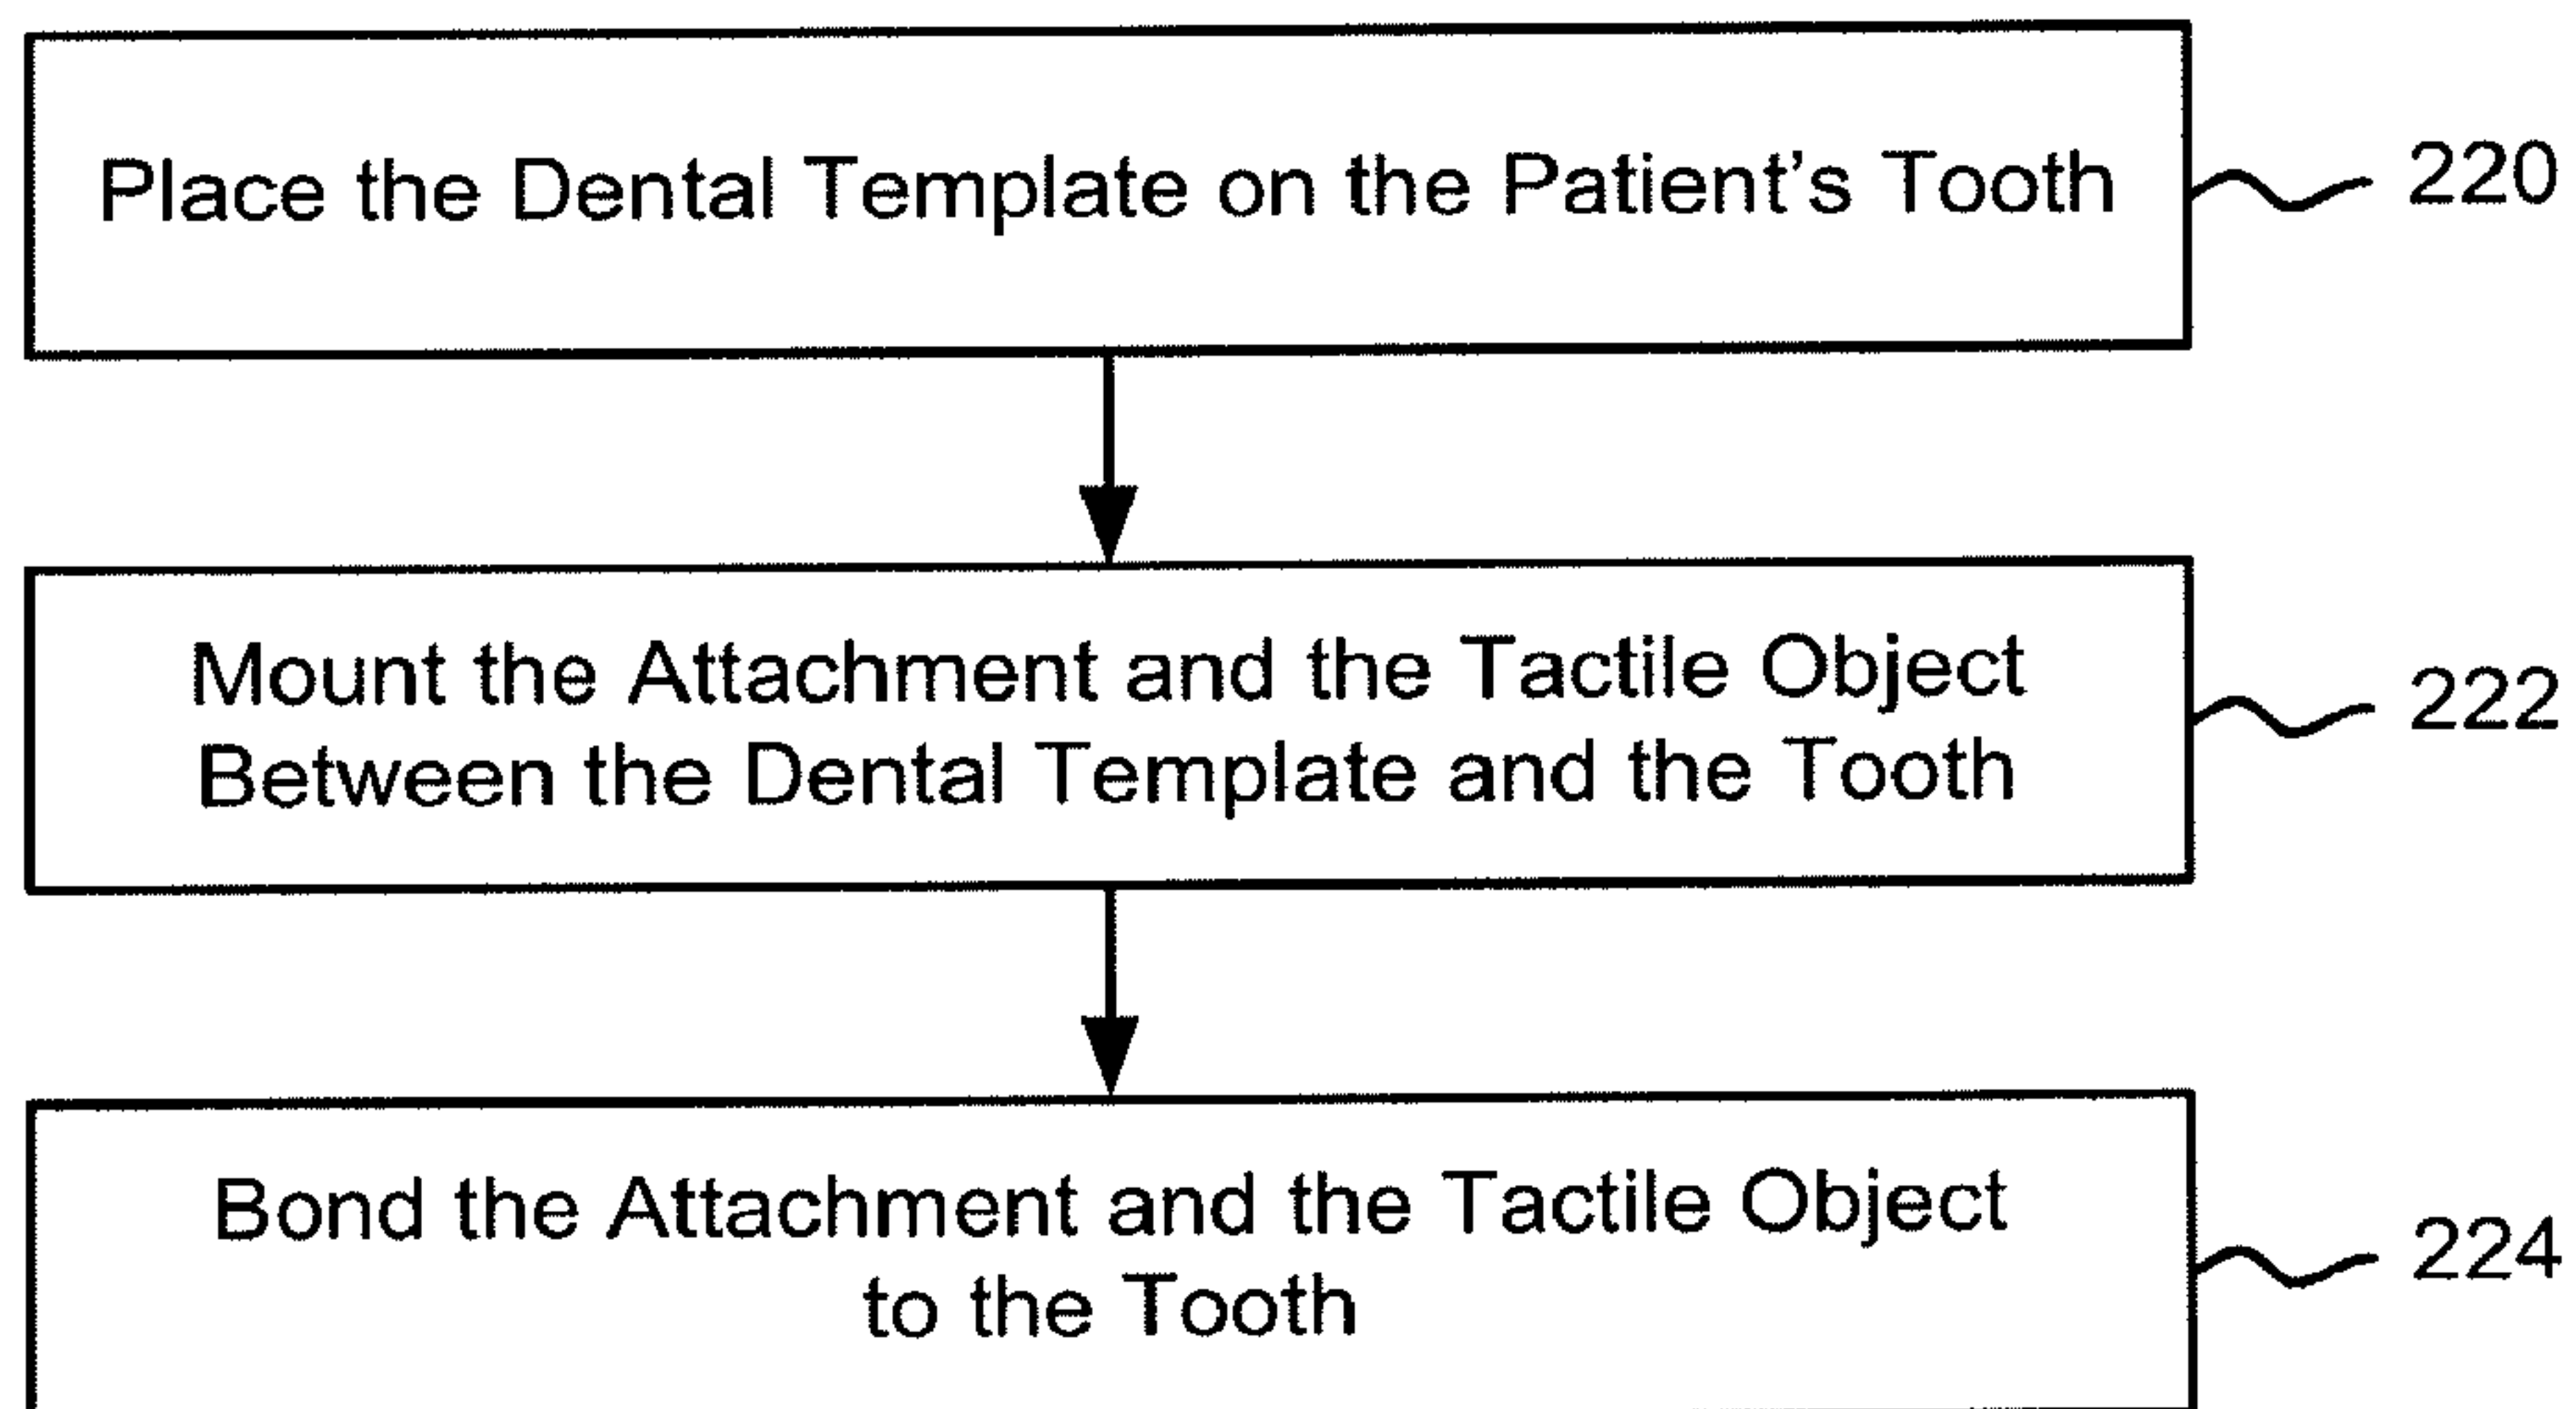 Place the Dental Template on the Patient's Tooth
220
Mount the Attachment and the Tactile Object
Between the Dental Template and the Tooth
222
Bond the Attachment and the Tactile Object
to the Tooth
224